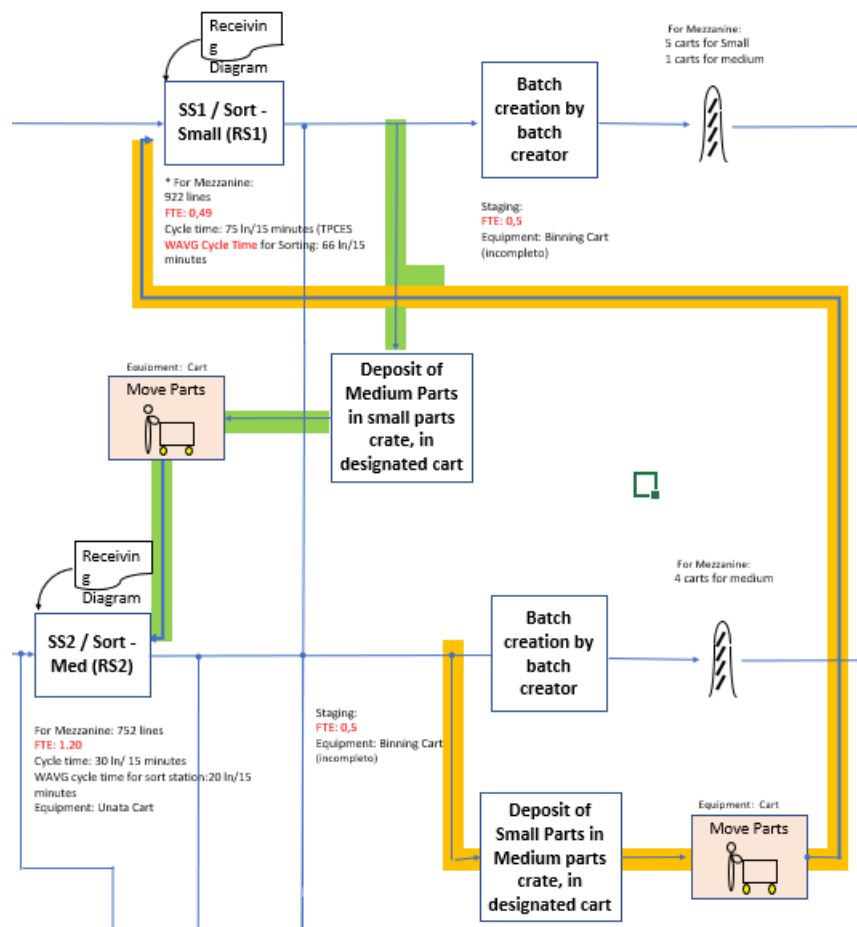 Receivin
g
Diagram
SS1 / Sort -
Small (RS1)
* For Mezzanine:
922 lines
FTE: 0,49
Cycle time: 75 ln/15 minutes (TPCES
WAVG Cycle Time for Sorting: 66 ln/15
minutes
Batch
creation by
batch
creator
For Mezzanine:
5 carts for Small
1 carts for medium
Staging:
FTE: 0,5
Equipment: Binning Cart
(incompleto)
Equipment: Cart
Move Parts
Deposit of
Medium Parts
in small parts
crate, in
designated cart
Receivin
g
Diagram
SS2 / Sort -
Med (RS2)
For Mezzanine: 752 lines
FTE: 1.20
Cycle time: 30 ln/ 15 minutes
WAVG cycle time for sort station:20 ln/15
minutes
Equipment: Unata Cart
Batch
creation by
batch
creator
For Mezzanine:
4 carts for medium
Staging:
FTE: 0,5
Equipment: Binning Cart
(incompleto)
Deposit of
Small Parts in
Medium parts
crate, in
designated cart
Equipment: Cart
Move Parts